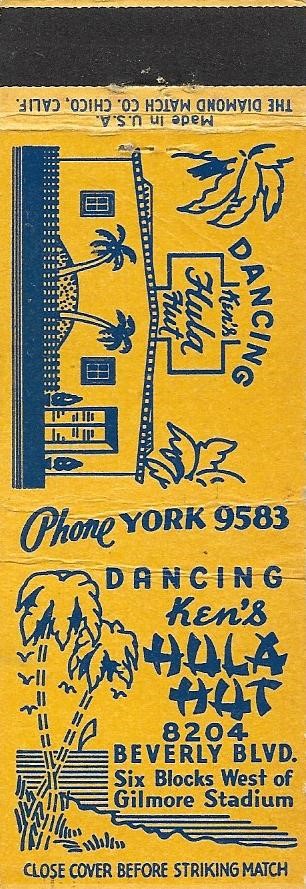 Made in U.S.A.
THE DIAMOND MATCH CO. CHICO, CALIF.
DANCING
Ken's
Hula
Hut
Phone YORK 9583
DANCING
Ken's
HULA
HUT
8204
BEVERLY BLVD.
Six Blocks West of
Gilmore Stadium
CLOSE COVER BEFORE STRIKING MATCH